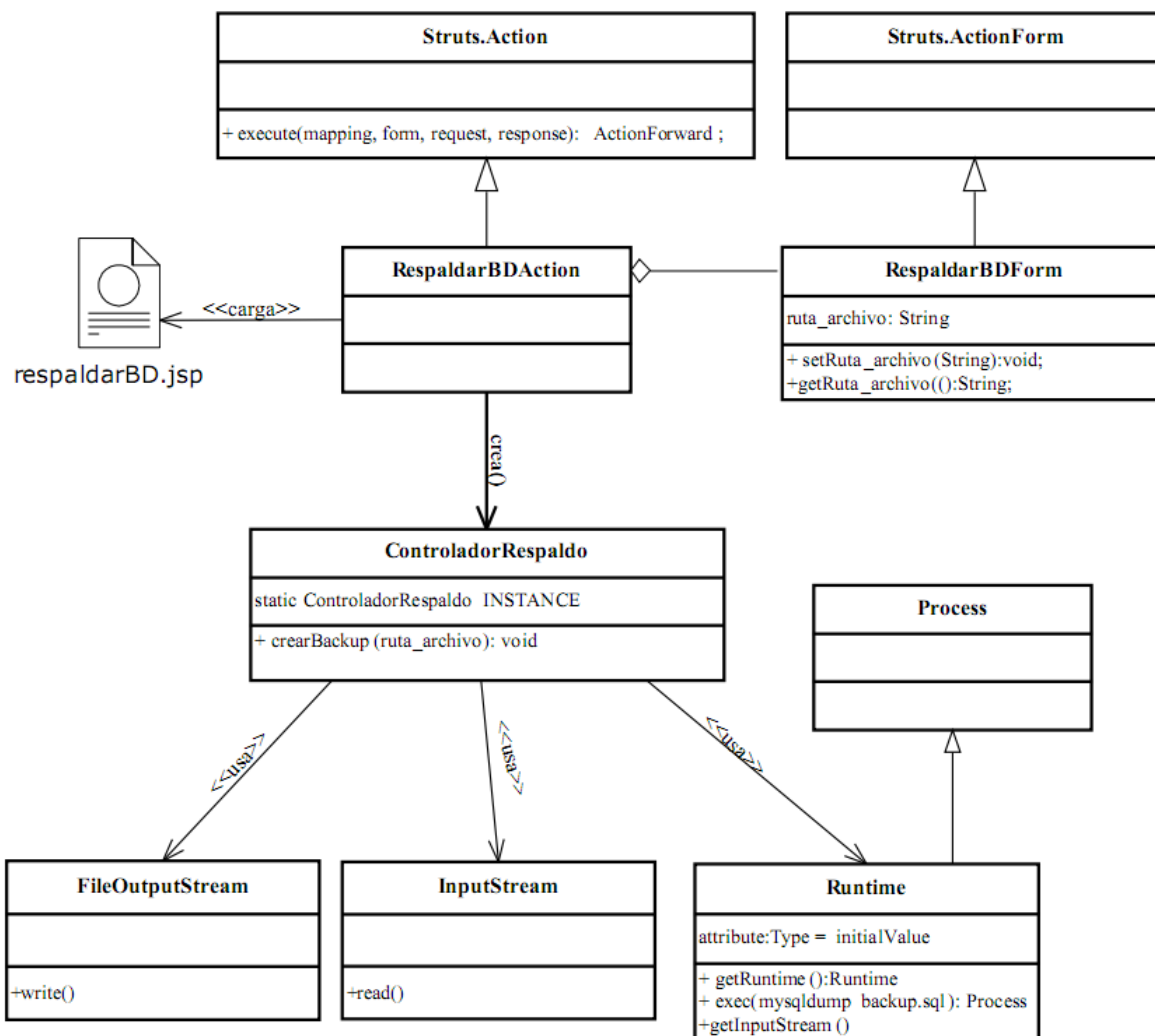 Struts.Action
+ execute(mapping, form, request, response): ActionForward ;
Struts.ActionForm
RespaldarBDAction
RespaldarBDForm
ruta_archivo: String
+ setRuta_archivo(String):void;
+getRuta_archivo(():String;
<<carga>>
respaldarBD.jsp
crea()
ControladorRespaldo
static ControladorRespaldo INSTANCE
+ crearBackup (ruta_archivo): void
Process
<<usa>>
<<usa>>
<<usa>>
FileOutputStream
+write()
InputStream
+read()
Runtime
attribute:Type = initialValue
+ getRuntime ():Runtime
+ exec(mysqldump backup.sql): Process
+getInputStream ()